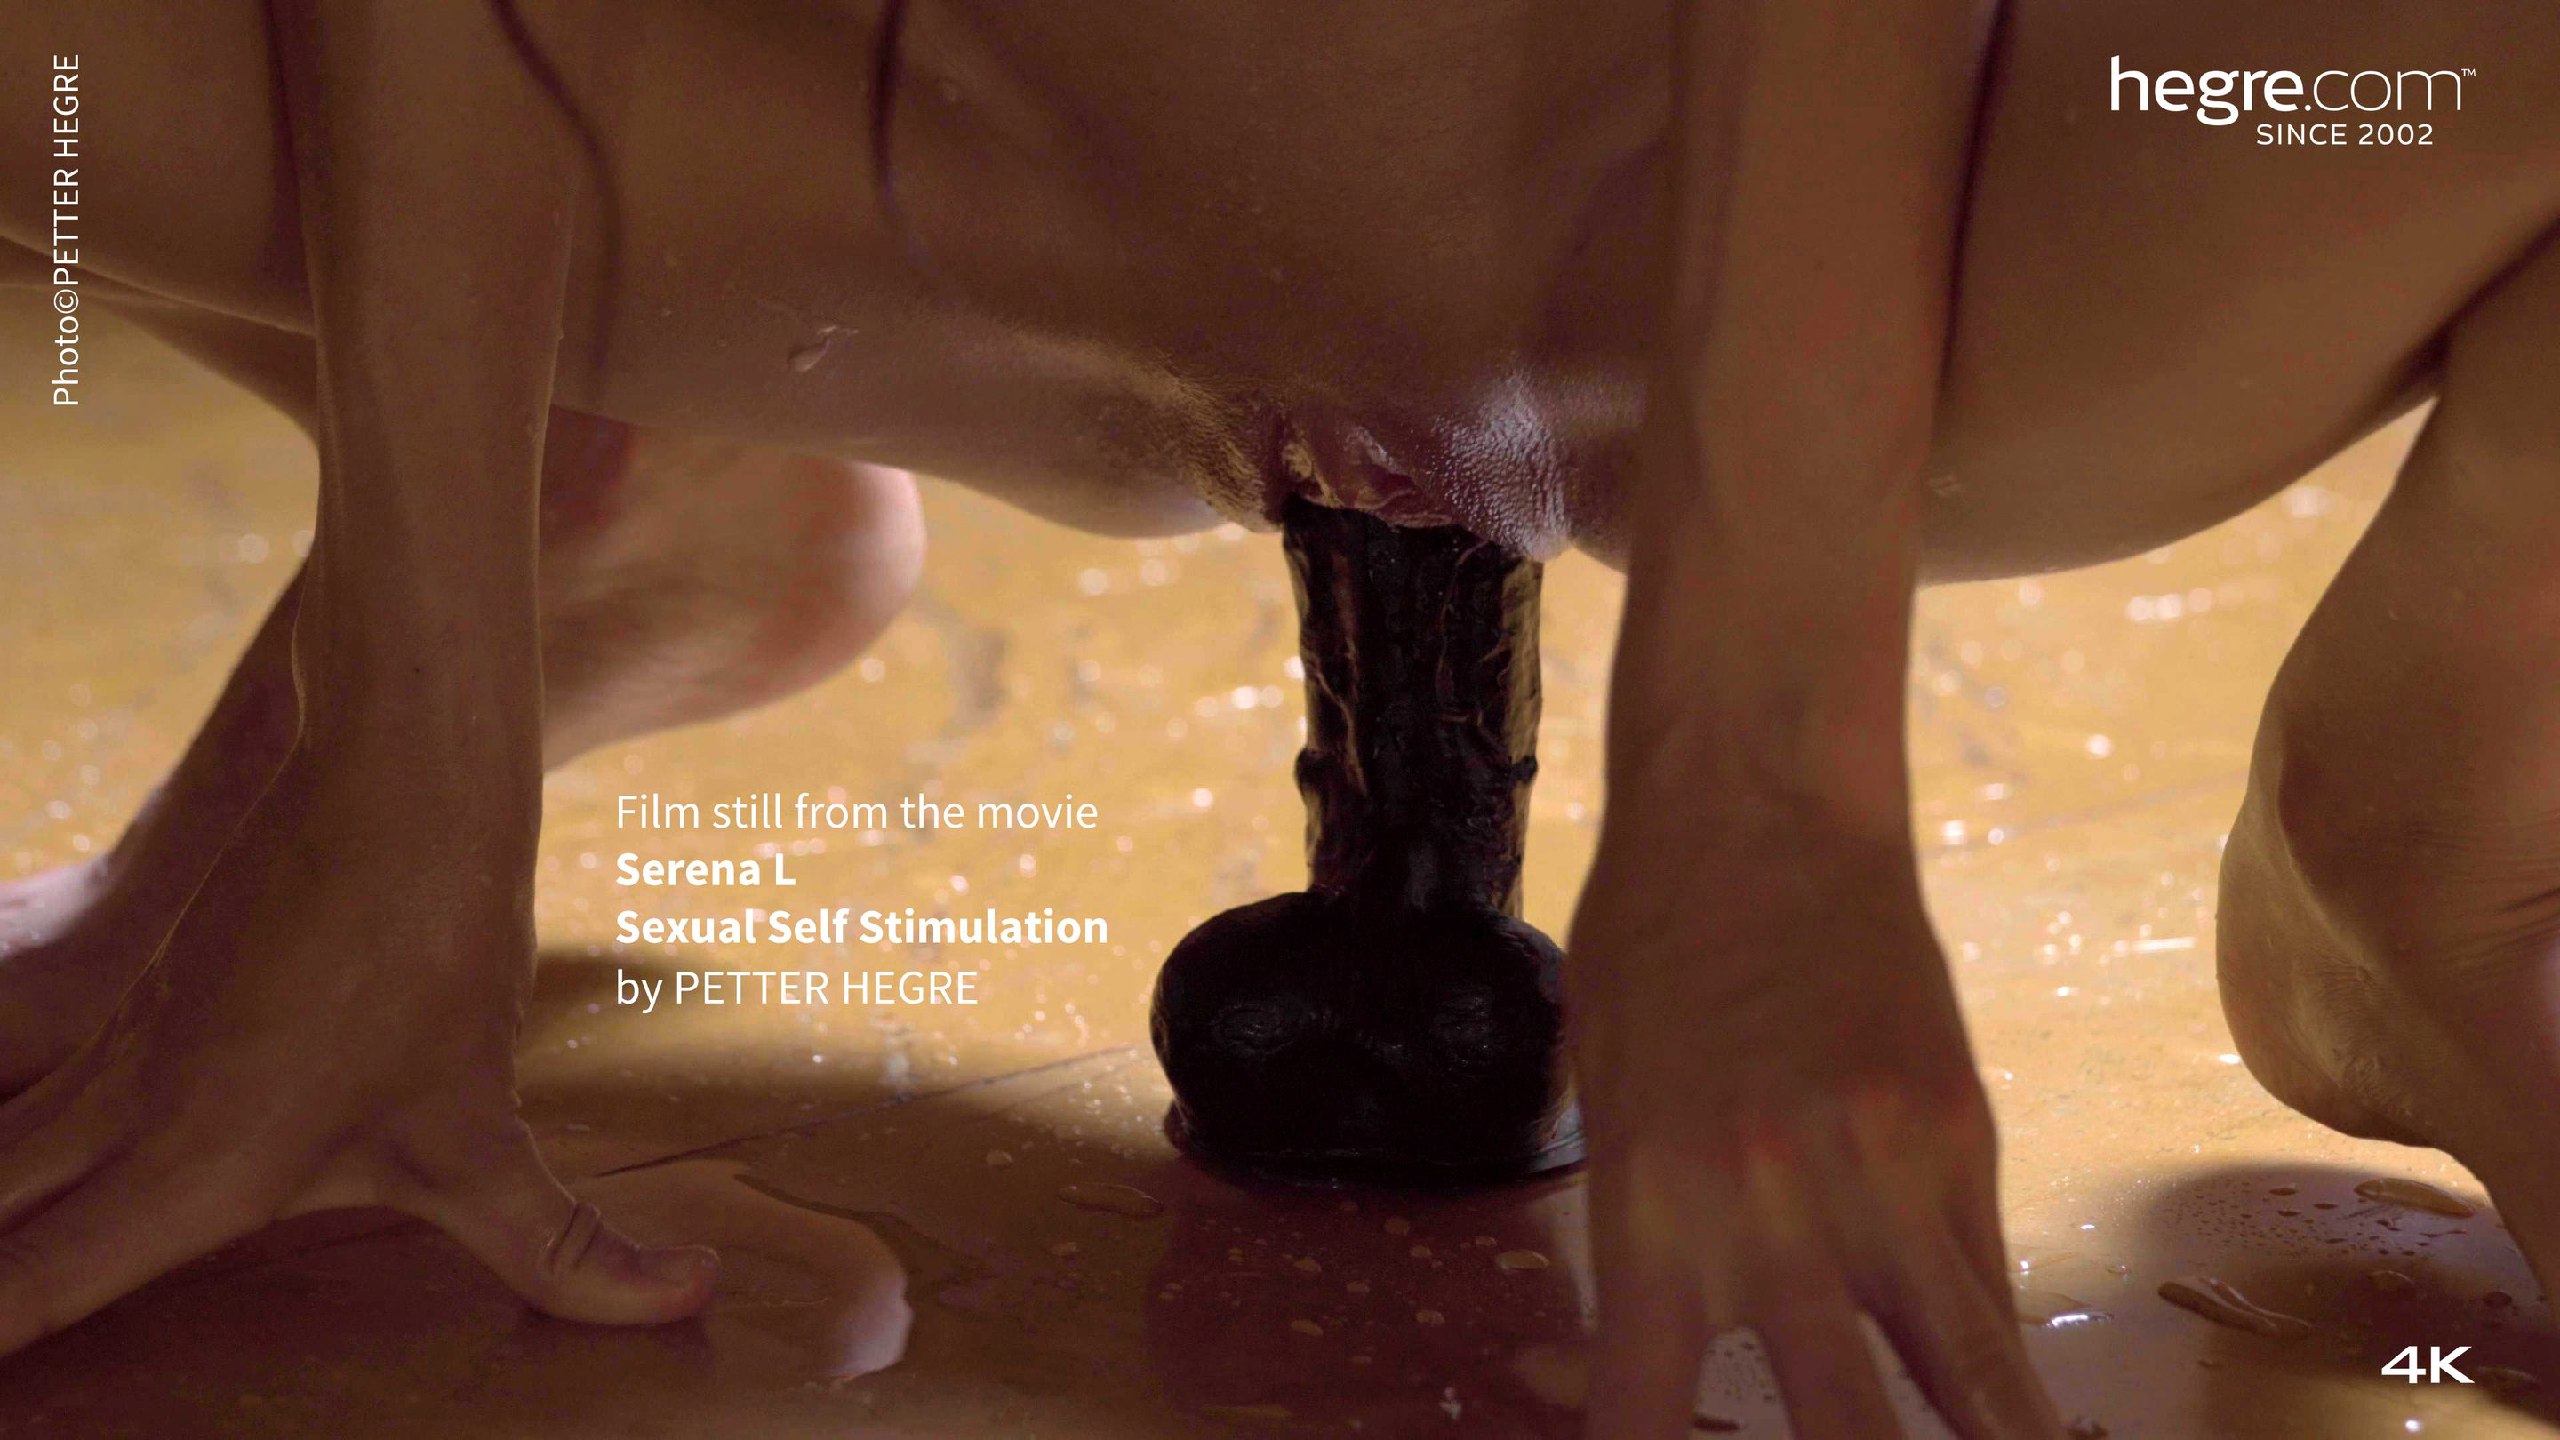 Photo©PETTER HEGRE
hegre.com™
SINCE 2002
Film still from the movie
Serena L
Sexual Self Stimulation
by PETTER HEGRE
4K